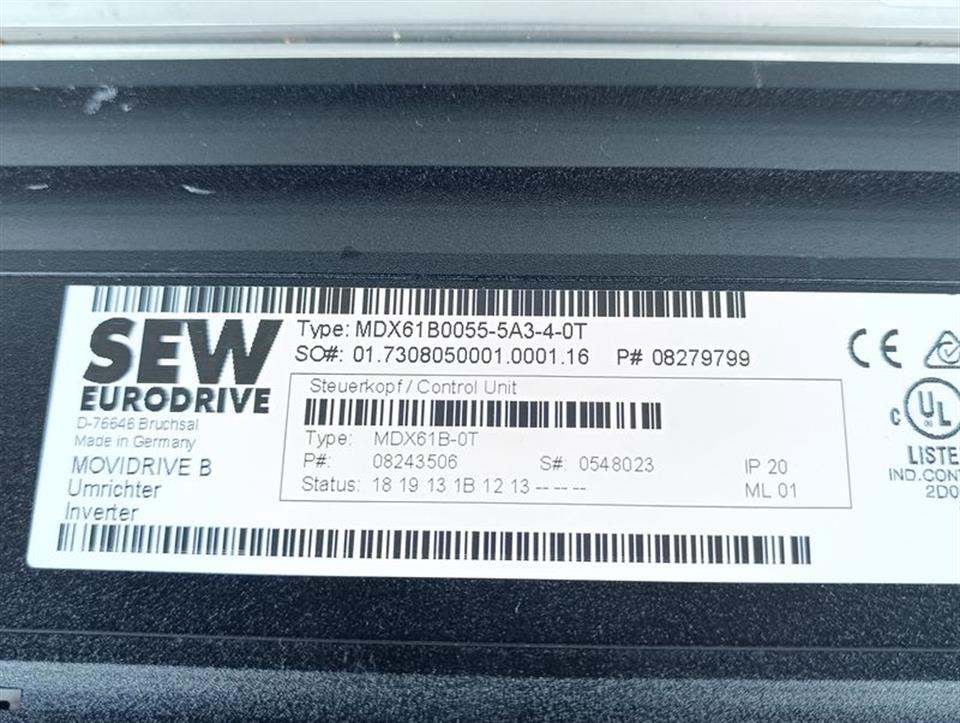 SEW
EURODRIVE
D-76646 Bruchsal
Made in Germany
MOVIDRIVE B
Umrichter
Inverter
Type: MDX61B0055-5A3-4-0T
SO#: 01.7308050001.0001.16 P# 08279799
Steuerkopf / Control Unit
Type: MDX61B-0T
P#: 08243506 S#: 0548023 IP 20
Status: 18 19 13 1B 12 13 -- -- -- ML 01
CE
C UL
LISTE
IND.CONT
2D0